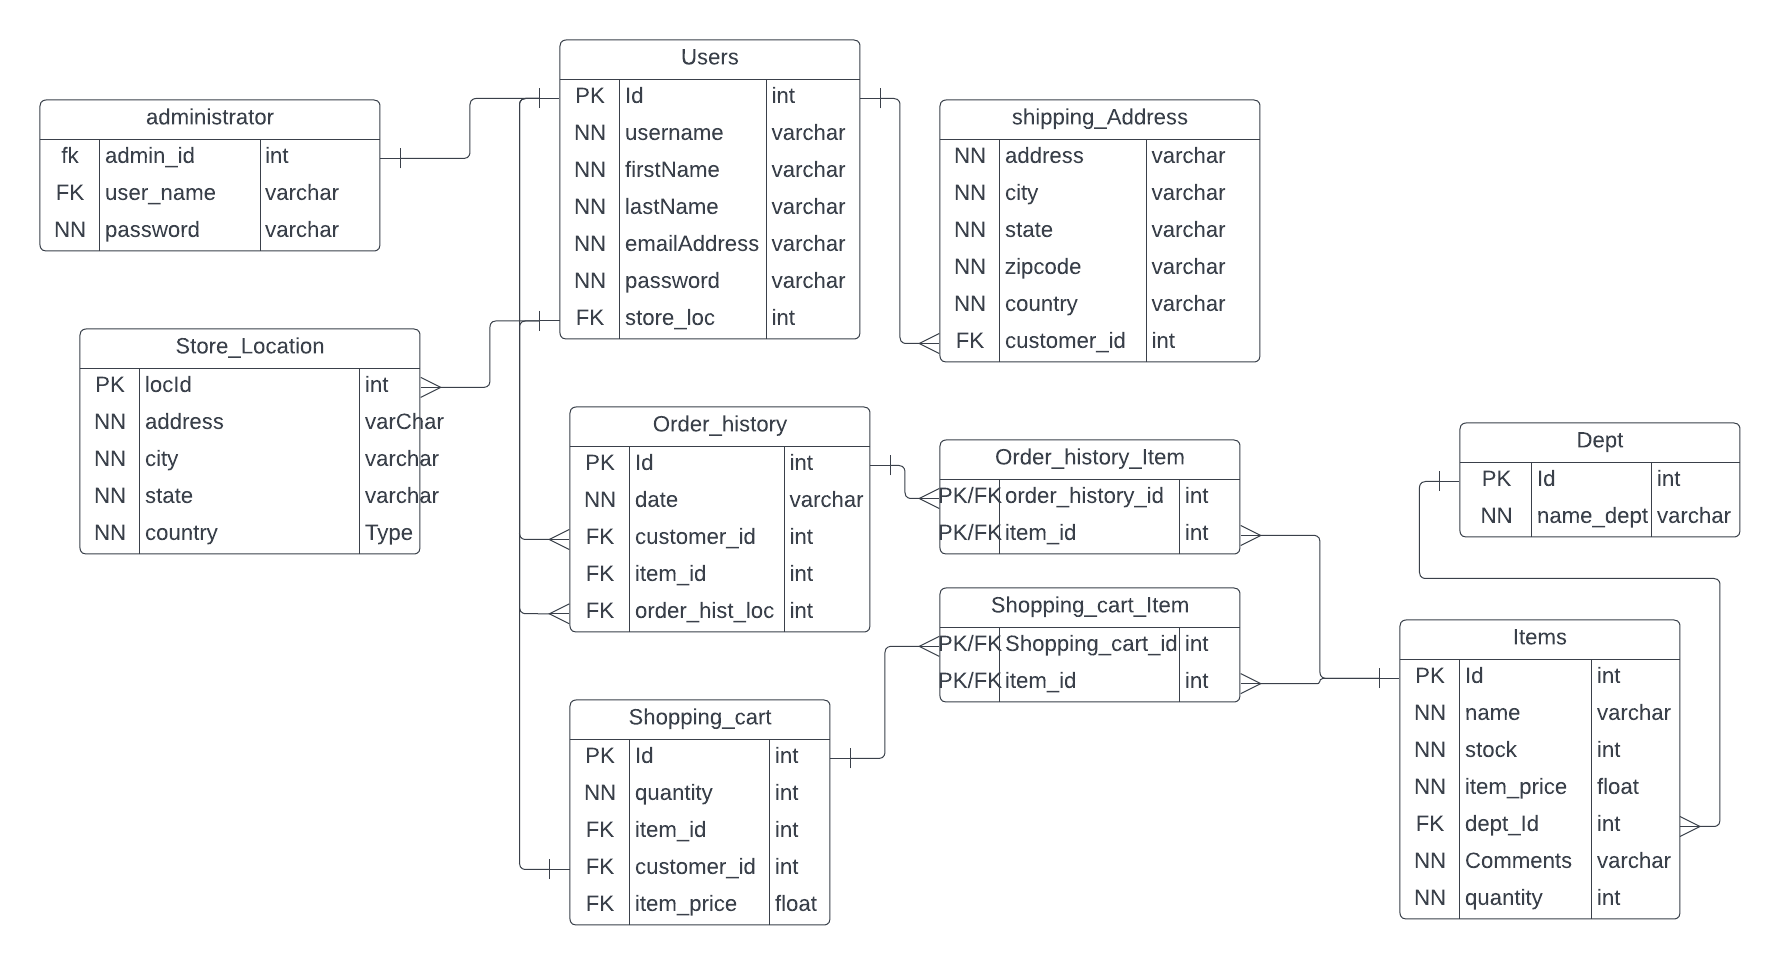 Users
PK Id int
NN username varchar
NN firstName varchar
NN lastName varchar
NN emailAddress varchar
NN password varchar
FK store_loc int
administrator
fk admin_id int
FK user_name varchar
NN password varchar
shipping_Address
NN address varchar
NN city varchar
NN state varchar
NN zipcode varchar
NN country varchar
FK customer_id int
Store_Location
PK locId int
NN address varChar
NN city varchar
NN state varchar
NN country Type
Order_history
PK Id int
NN date varchar
FK customer_id int
FK item_id int
FK order_hist_loc int
Order_history_Item
PK/FK order_history_id int
PK/FK item_id int
Dept
PK Id int
NN name_dept varchar
Shopping_cart_Item
PK/FK Shopping_cart_id int
PK/FK item_id int
Items
PK Id int
NN name varchar
NN stock int
NN item_price float
FK dept_Id int
NN Comments varchar
NN quantity int
Shopping_cart
PK Id int
NN quantity int
FK item_id int
FK customer_id int
FK item_price float